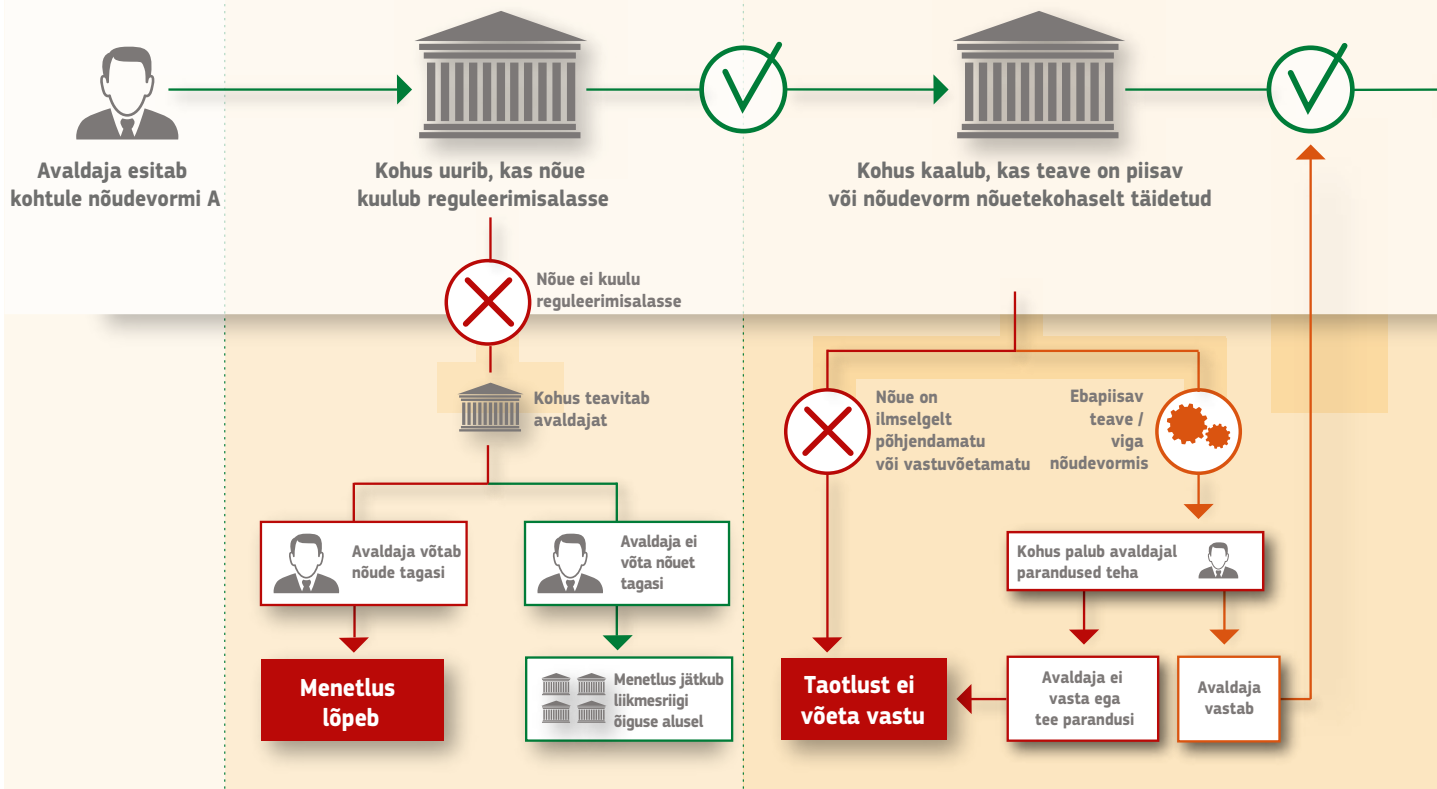 Avaldaja esitab
kohtule nõudevormi A
Kohus uurib, kas nõue
kuulub reguleerimisalasse
Kohus kaalub, kas teave on piisav
või nõudevorm nõuetekohaselt täidetud
Nõue ei kuulu
reguleerimisalasse
Kohus teavitab
avaldajat
Avaldaja võtab
nõude tagasi
Avaldaja ei
võta nõuet
tagasi
Menetlus
lõpeb
Menetlus jätkub
liikmesriigi
õiguse alusel
Nõue on
ilmselgelt
põhjendamatu
või vastuvõetamatu
Ebapiisav
teave /
viga
nõudevormis
Kohus palub avaldajal
parandused teha
Taotlust ei
võeta vastu
Avaldaja ei
vasta ega
tee parandusi
Avaldaja
vastab